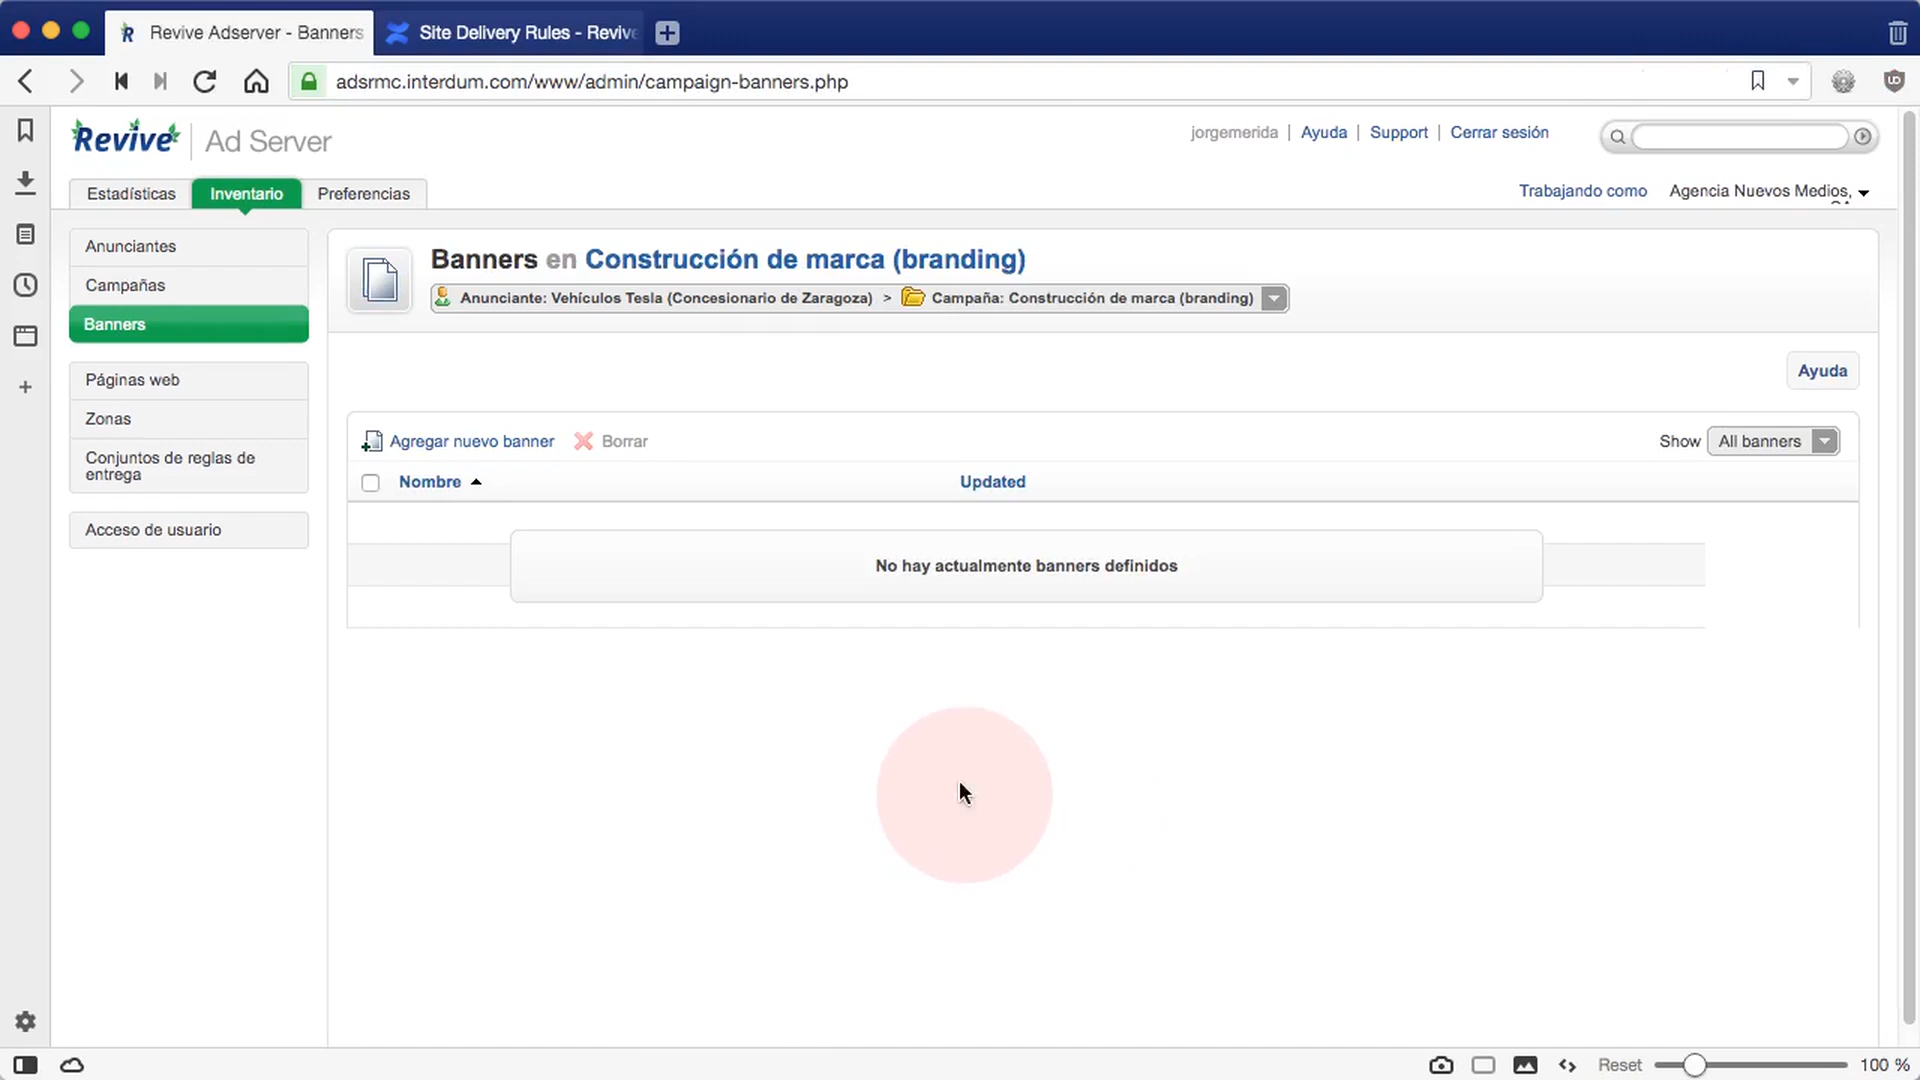 Revive Adserver - Banners
Site Delivery Rules - Revive
adsrmc.interdum.com/www/admin/campaign-banners.php
Revive | Ad Server
jorgemerida | Ayuda | Support | Cerrar sesión
Estadísticas Inventario Preferencias
Trabajando como Agencia Nuevos Medios,
Anunciantes
Campañas
Banners
Páginas web
Zonas
Conjuntos de reglas de
entrega
Acceso de usuario
Banners en Construcción de marca (branding)
Anunciante: Vehículos Tesla (Concesionario de Zaragoza) > Campaña: Construcción de marca (branding)
Ayuda
Agregar nuevo banner Borrar
Show All banners
Nombre Updated
No hay actualmente banners definidos
Reset 100 %